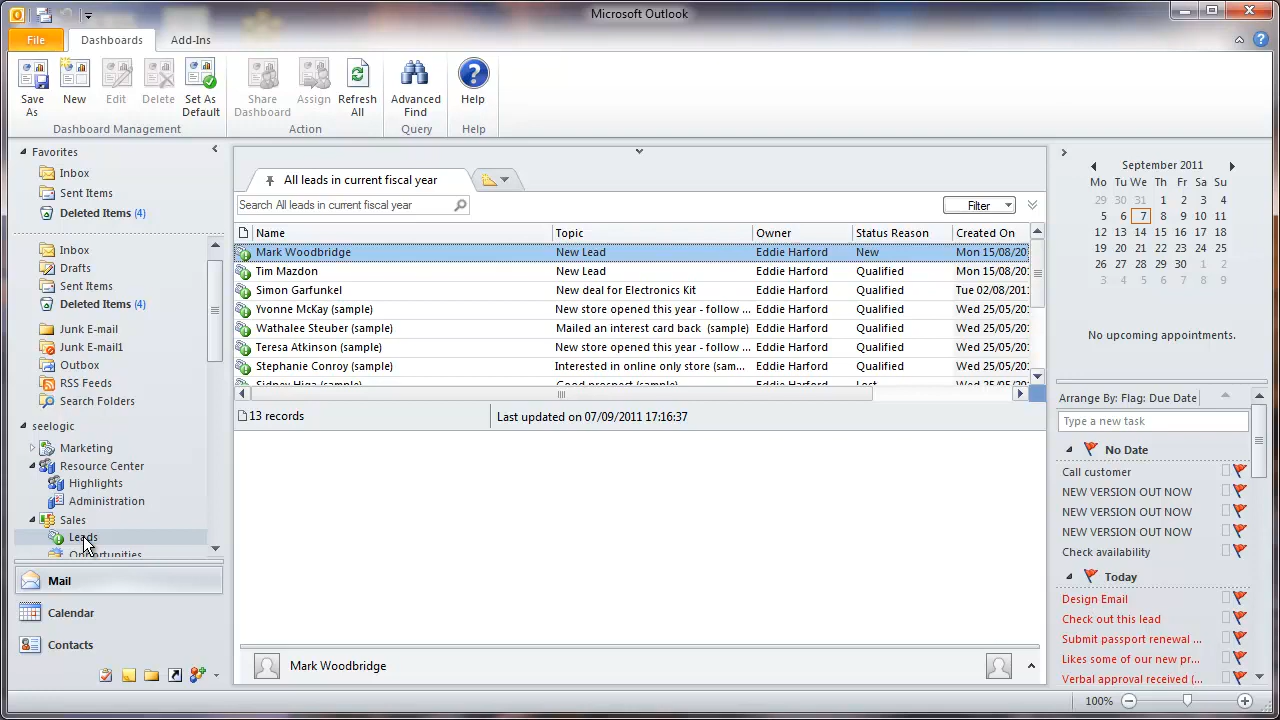 Microsoft Outlook
File
Dashboards
Add-Ins
Save As
New
Edit
Delete
Set As Default
Share Dashboard
Assign
Refresh All
Advanced Find
Help
Dashboard Management
Action
Query
Help
Favorites
Inbox
Sent Items
Deleted Items (4)
Inbox
Drafts
Sent Items
Deleted Items (4)
Junk E-mail
Junk E-mail1
Outbox
RSS Feeds
Search Folders
seelogic
Marketing
Resource Center
Highlights
Administration
Sales
Leads
Opportunities
Mail
Calendar
Contacts
All leads in current fiscal year
Search All leads in current fiscal year
Filter
Name Topic Owner Status Reason Created On
Mark Woodbridge New Lead Eddie Harford New Mon 15/08/20
Tim Mazdon New Lead Eddie Harford Qualified Mon 15/08/20
Simon Garfunkel New deal for Electronics Kit Eddie Harford Qualified Tue 02/08/2011
Yvonne McKay (sample) New store opened this year - follow ... Eddie Harford Qualified Wed 25/05/20
Wathalee Steuber (sample) Mailed an interest card back (sample) Eddie Harford Qualified Wed 25/05/20
Teresa Atkinson (sample) New store opened this year - follow ... Eddie Harford Qualified Wed 25/05/20
Stephanie Conroy (sample) Interested in online only store (sam... Eddie Harford Qualified Wed 25/05/20
Sidney Higa (sample) Good prospect (sample) Eddie Harford Lost Wed 25/05/20
13 records
Last updated on 07/09/2011 17:16:37
Mark Woodbridge
September 2011
Mo Tu We Th Fr Sa Su
29 30 31 1 2 3 4
5 6 7 8 9 10 11
12 13 14 15 16 17 18
19 20 21 22 23 24 25
26 27 28 29 30 1 2
3 4 5 6 7 8 9
No upcoming appointments.
Arrange By: Flag: Due Date
Type a new task
No Date
Call customer
NEW VERSION OUT NOW
NEW VERSION OUT NOW
NEW VERSION OUT NOW
Check availability
Today
Design Email
Check out this lead
Submit passport renewal ...
Likes some of our new pr...
Verbal approval received (...
100%